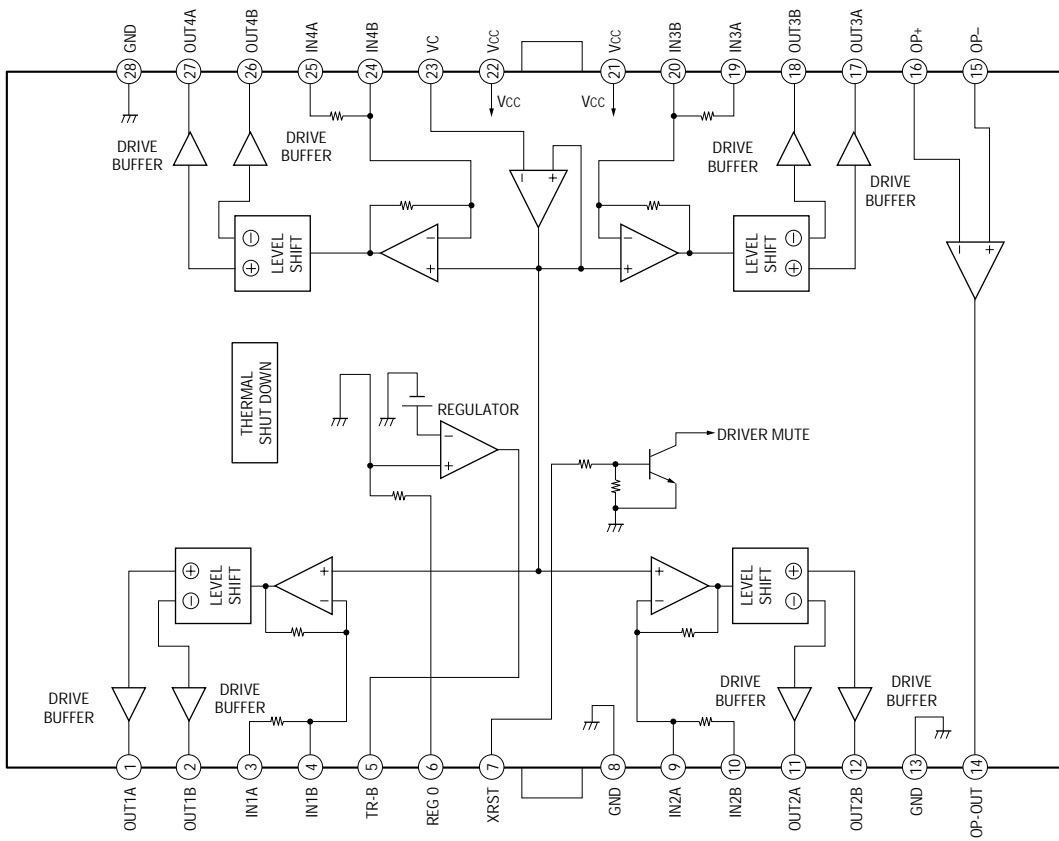 GND
OUT4A
OUT4B
IN4A
IN4B
VC
VCC
VCC
IN3B
IN3A
OUT3B
OUT3A
OP+
OP–
28
27
26
25
24
23
22
21
20
19
18
17
16
15
VCC
VCC
DRIVE
BUFFER
DRIVE
BUFFER
DRIVE
BUFFER
DRIVE
BUFFER
–
+
–
+
LEVEL
SHIFT
–
+
–
+
LEVEL
SHIFT
–
+
–
+
THERMAL
SHUT DOWN
REGULATOR
–
+
DRIVER MUTE
+
–
LEVEL
SHIFT
+
–
+
–
LEVEL
SHIFT
+
–
DRIVE
BUFFER
DRIVE
BUFFER
DRIVE
BUFFER
DRIVE
BUFFER
1
2
3
4
5
6
7
8
9
10
11
12
13
14
OUT1A
OUT1B
IN1A
IN1B
TR-B
REG 0
XRST
GND
IN2A
IN2B
OUT2A
OUT2B
GND
OP-OUT